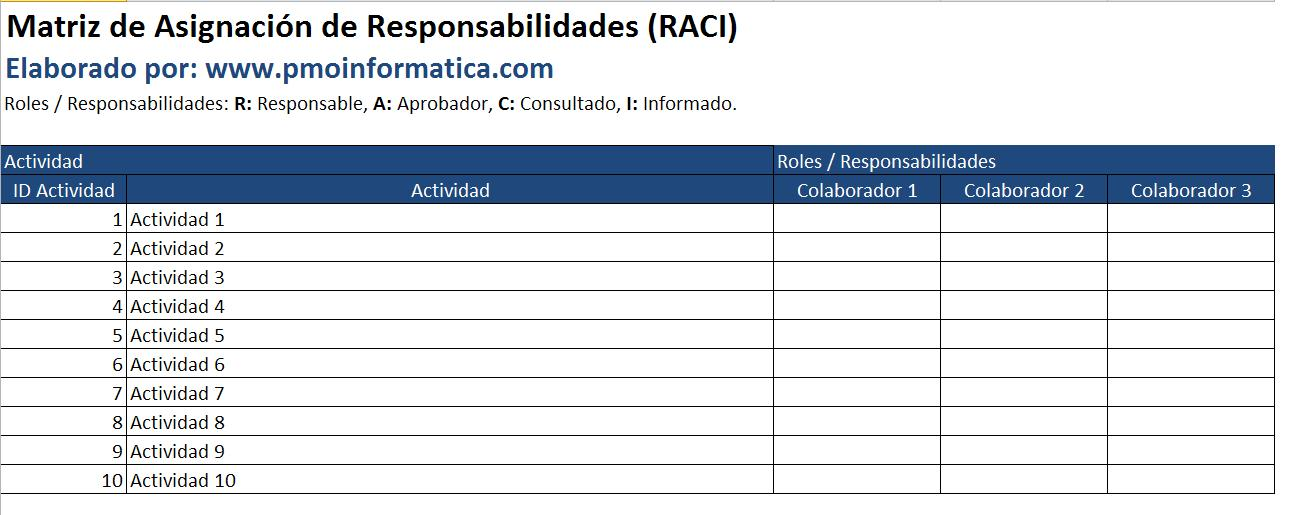 Matriz de Asignación de Responsabilidades (RACI)
Elaborado por: www.pmoinformatica.com
Roles / Responsabilidades: R: Responsable, A: Aprobador, C: Consultado, I: Informado.
Actividad Roles / Responsabilidades
ID Actividad Actividad Colaborador 1 Colaborador 2 Colaborador 3
1 Actividad 1
2 Actividad 2
3 Actividad 3
4 Actividad 4
5 Actividad 5
6 Actividad 6
7 Actividad 7
8 Actividad 8
9 Actividad 9
10 Actividad 10